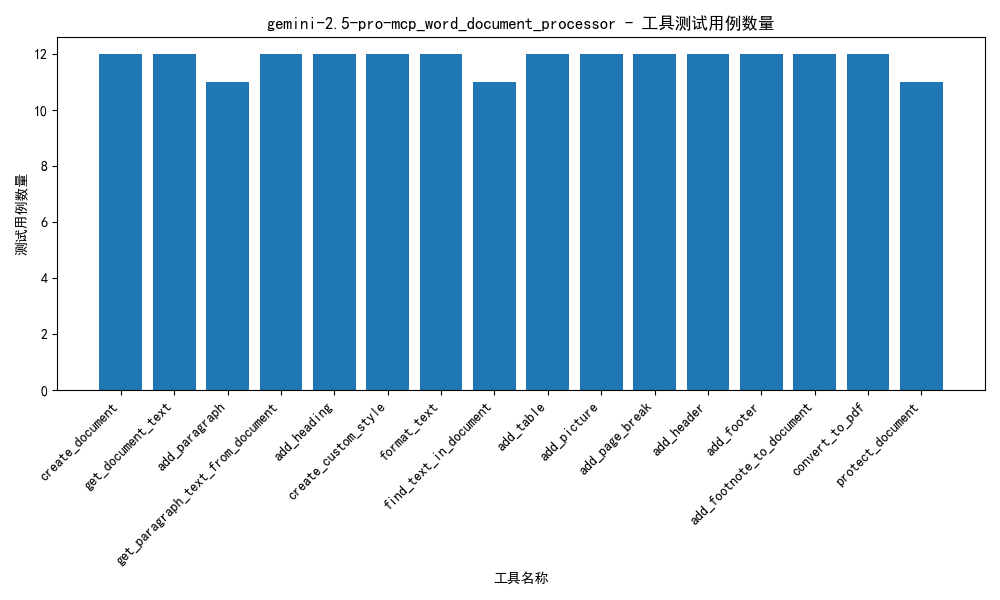 gemini-2.5-pro-mcp_word_document_processor - 工具测试用例数量
测试用例数量
12
10
8
6
4
2
0
create_document
get_document_text
add_paragraph
get_paragraph_text_from_document
add_heading
create_custom_style
format_text
find_text_in_document
add_table
add_picture
add_page_break
add_header
add_footer
add_footnote_to_document
convert_to_pdf
protect_document
工具名称